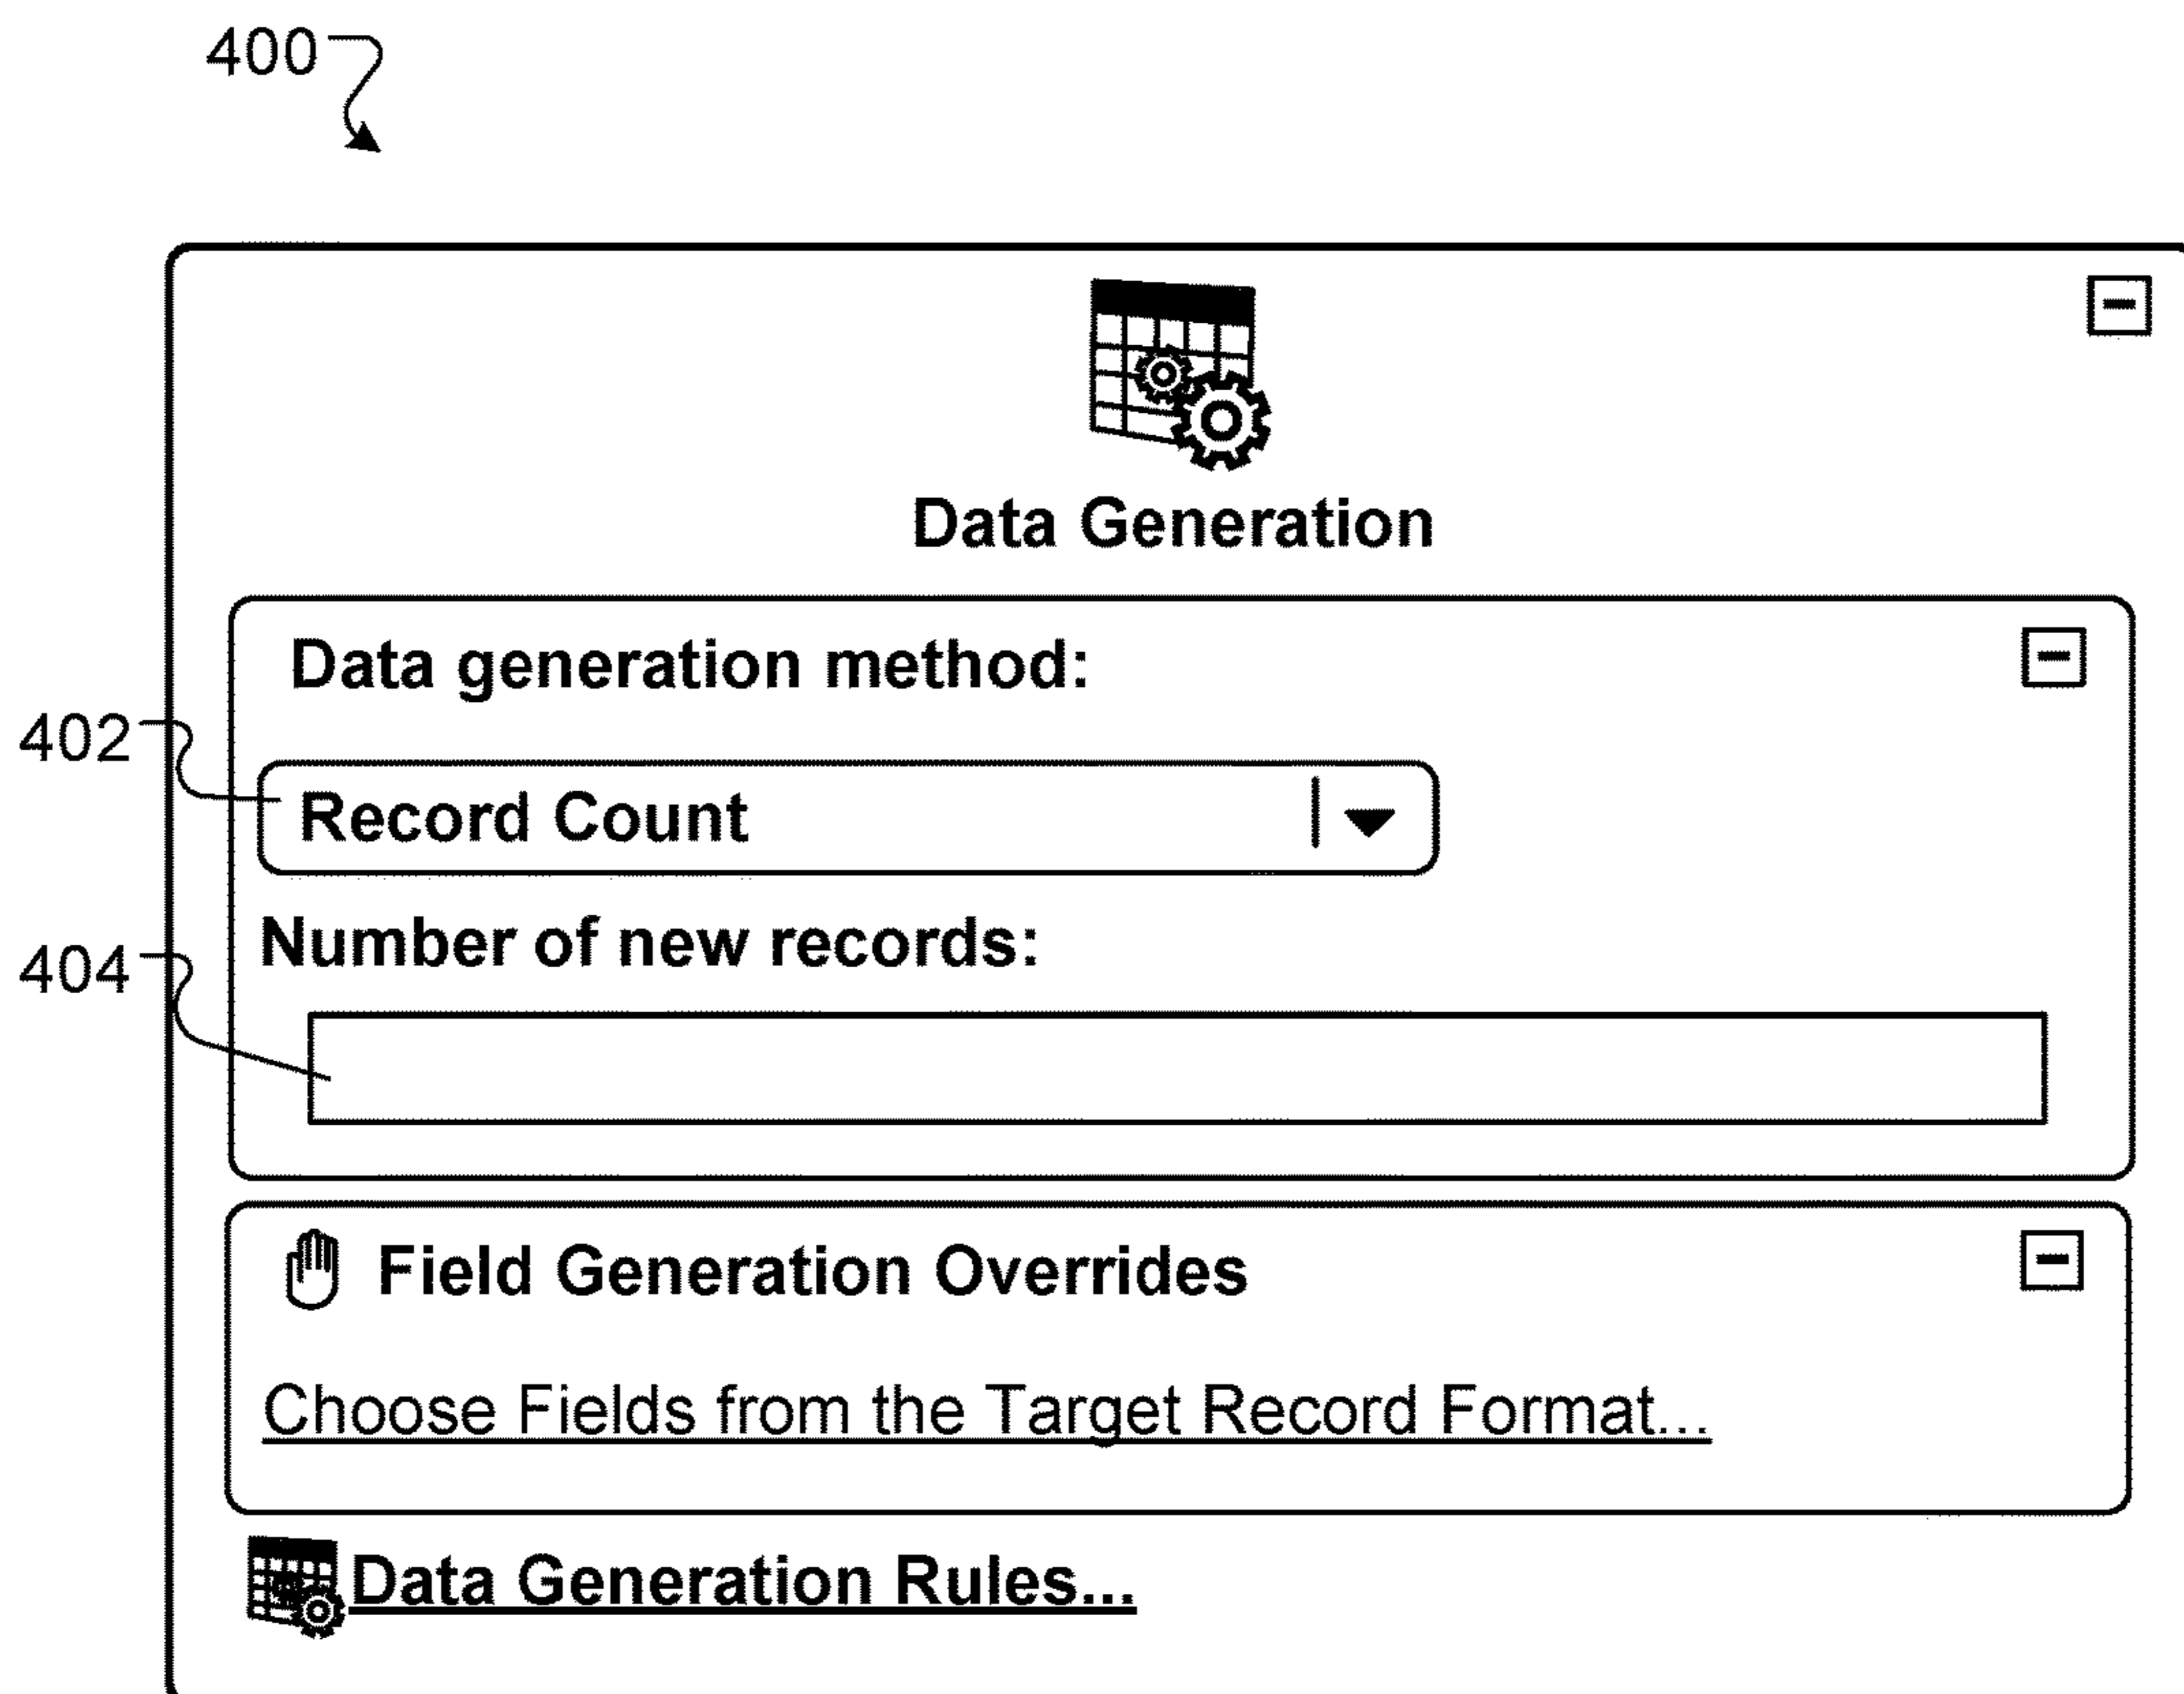 400
Data Generation
Data generation method:
402
Record Count
Number of new records:
404
Field Generation Overrides
Choose Fields from the Target Record Format...
Data Generation Rules...